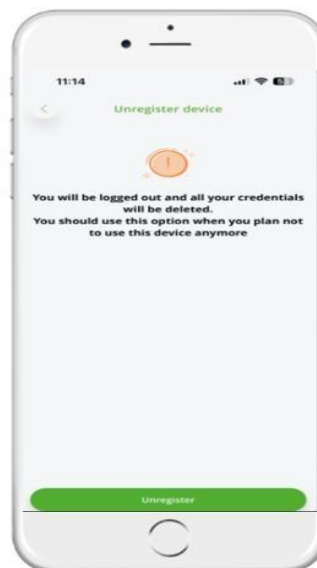 11:14
Unregister device
You will be logged out and all your credentials
will be deleted.
You should use this option when you plan not
to use this device anymore
Unregister